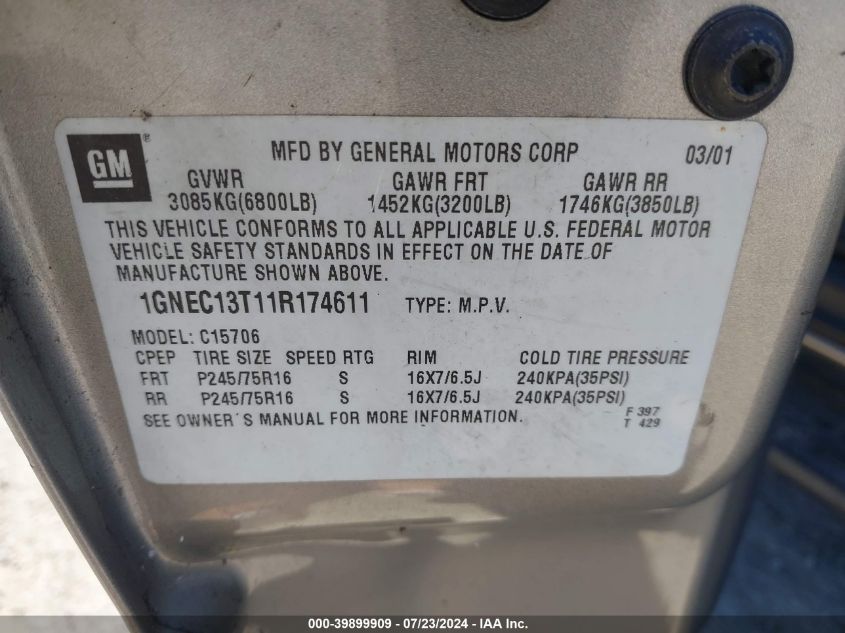 GM ® MFD BY GENERAL MOTORS CORP 03/01
GVWR GAWR FRT GAWR RR
3085KG(6800LB) 1452KG(3200LB) 1746KG(3850LB)
THIS VEHICLE CONFORMS TO ALL APPLICABLE U.S. FEDERAL MOTOR
VEHICLE SAFETY STANDARDS IN EFFECT ON THE DATE OF
MANUFACTURE SHOWN ABOVE.
1GNEC13T11R174611 TYPE: M.P.V.
MODEL: C15706
CPEP TIRE SIZE SPEED RTG RIM COLD TIRE PRESSURE
FRT P245/75R16 S 16X7/6.5J 240KPA(35PSI)
RR P245/75R16 S 16X7/6.5J 240KPA(35PSI)
SEE OWNER'S MANUAL FOR MORE INFORMATION. F 397
T 429
000-39899909 / 07/23/2024 - IAA Inc.